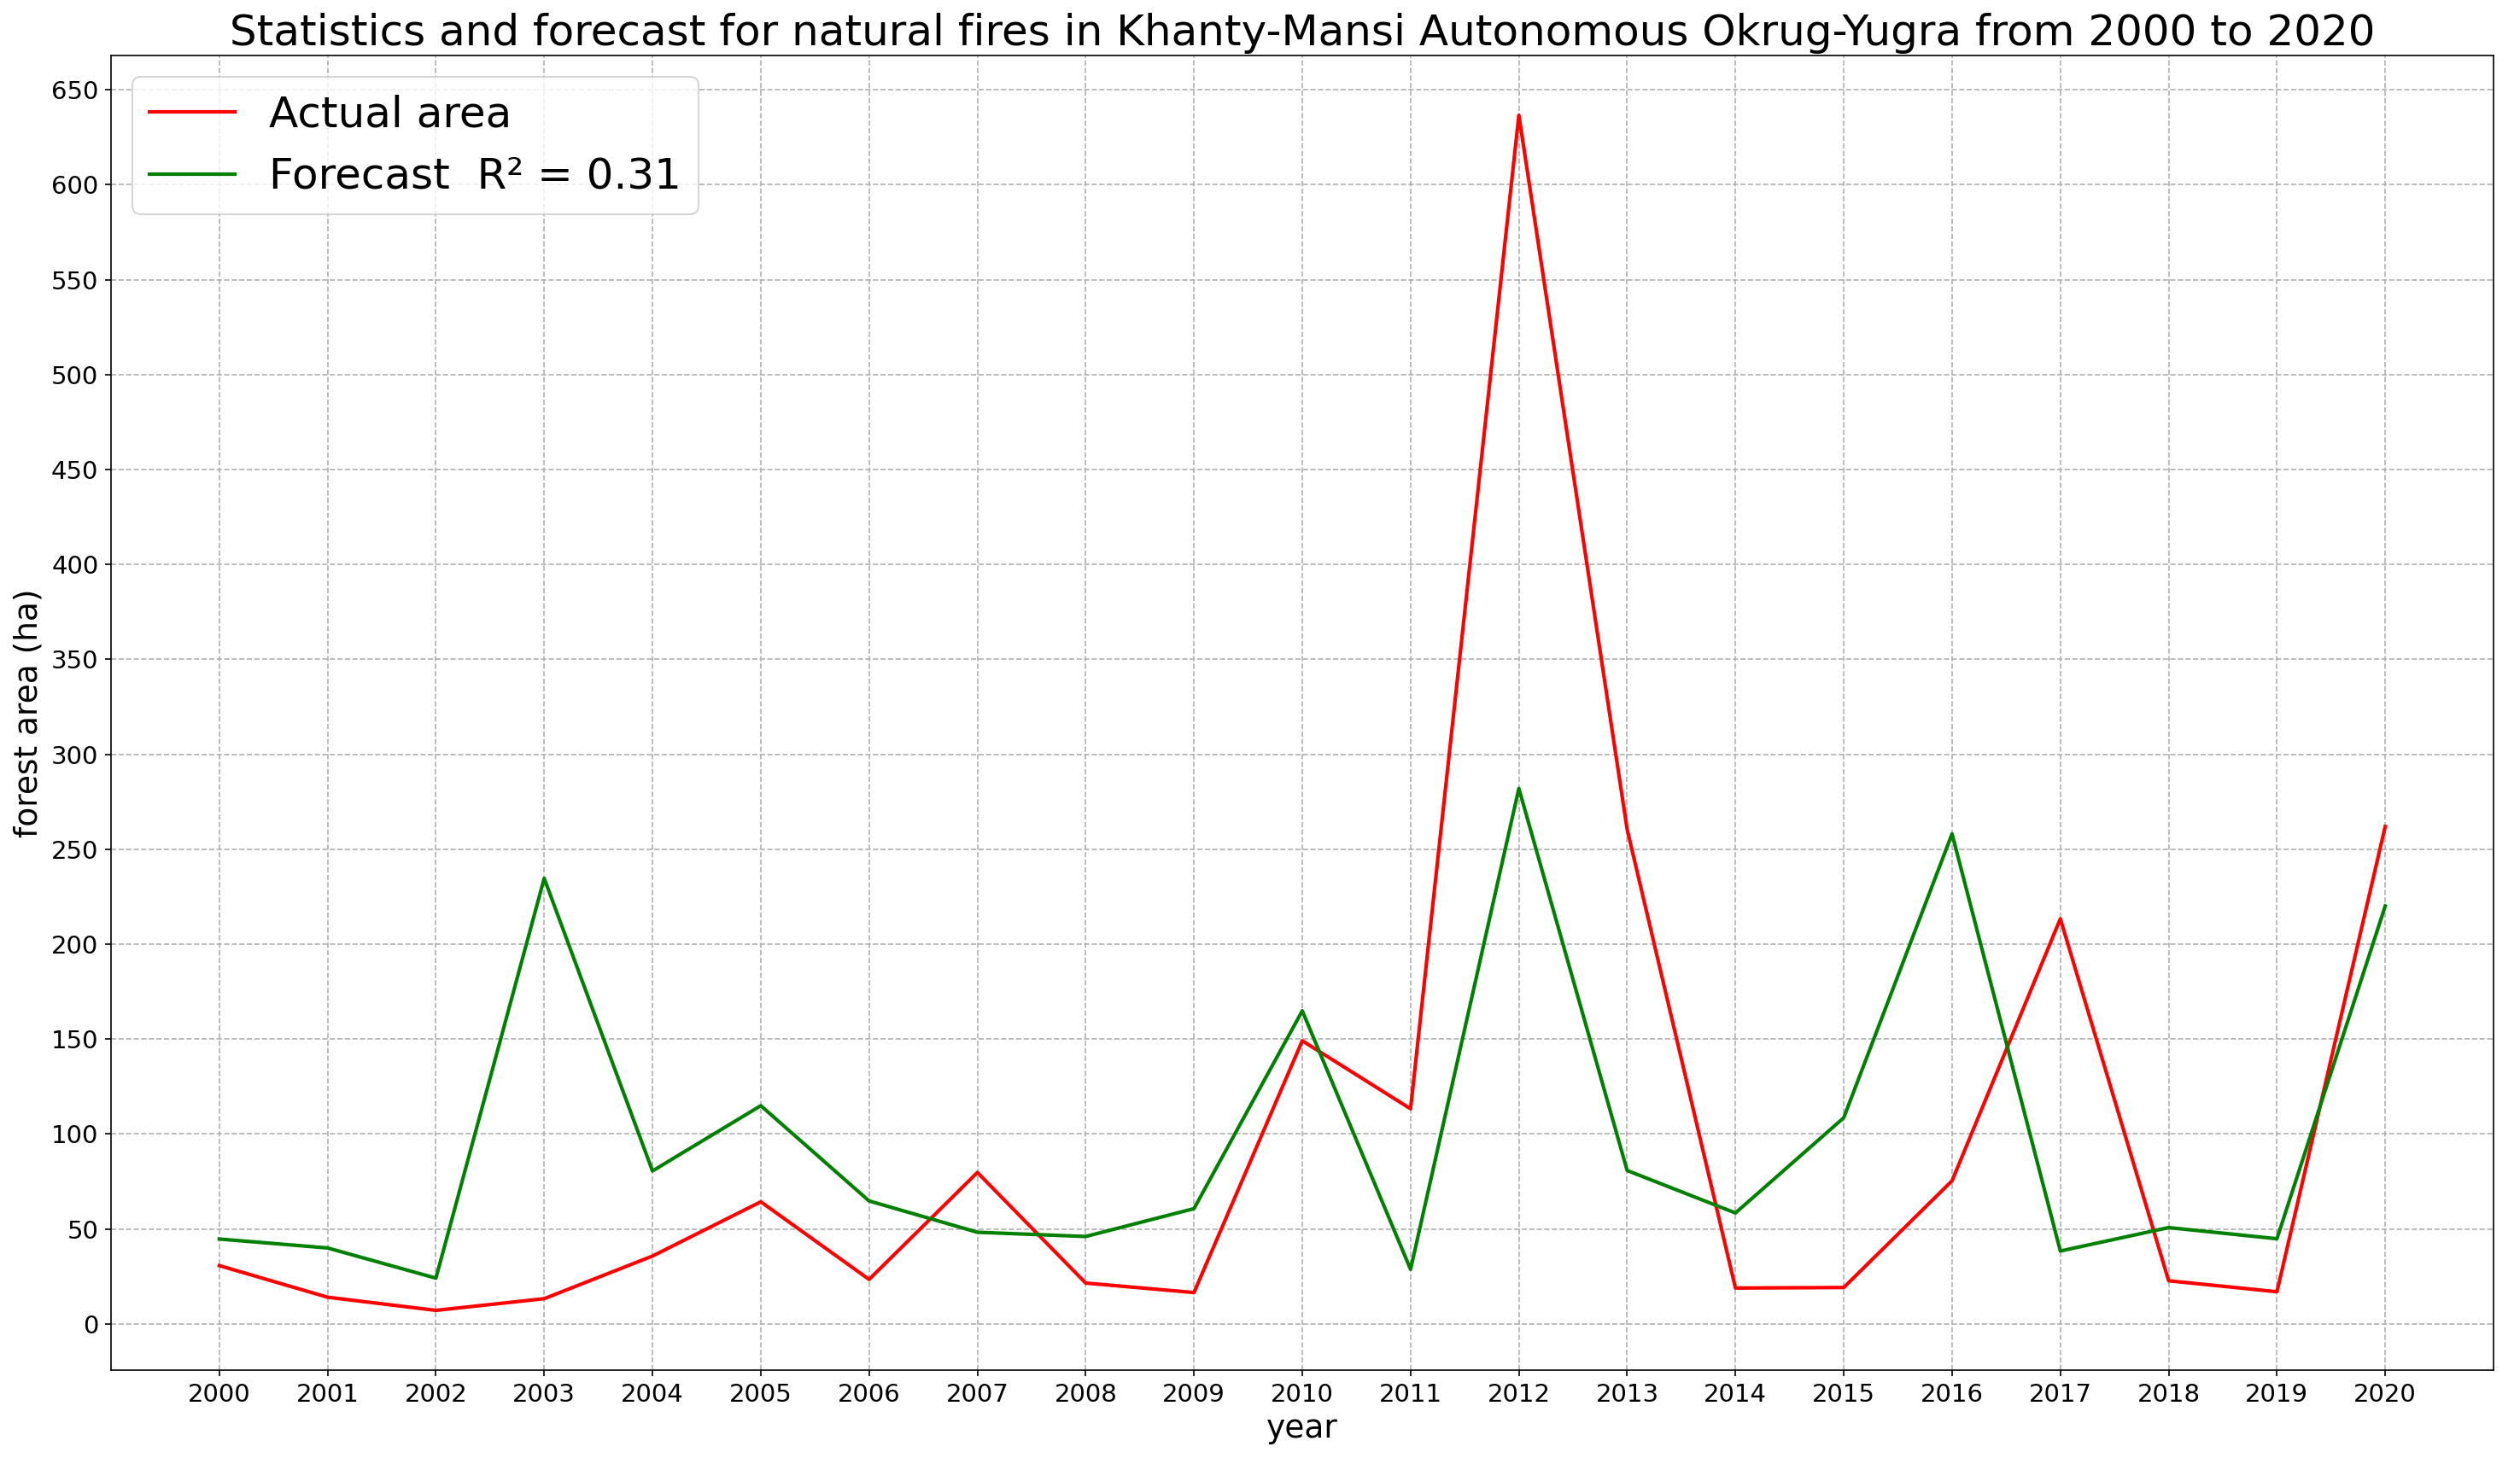 Statistics and forecast for natural fires in Khanty-Mansi Autonomous Okrug-Yugra from 2000 to 2020
Actual area
Forecast  R² = 0.31
650
600
550
500
450
400
350
300
250
200
150
100
50
0
forest area (ha)
2000 2001 2002 2003 2004 2005 2006 2007 2008 2009 2010 2011 2012 2013 2014 2015 2016 2017 2018 2019 2020
year